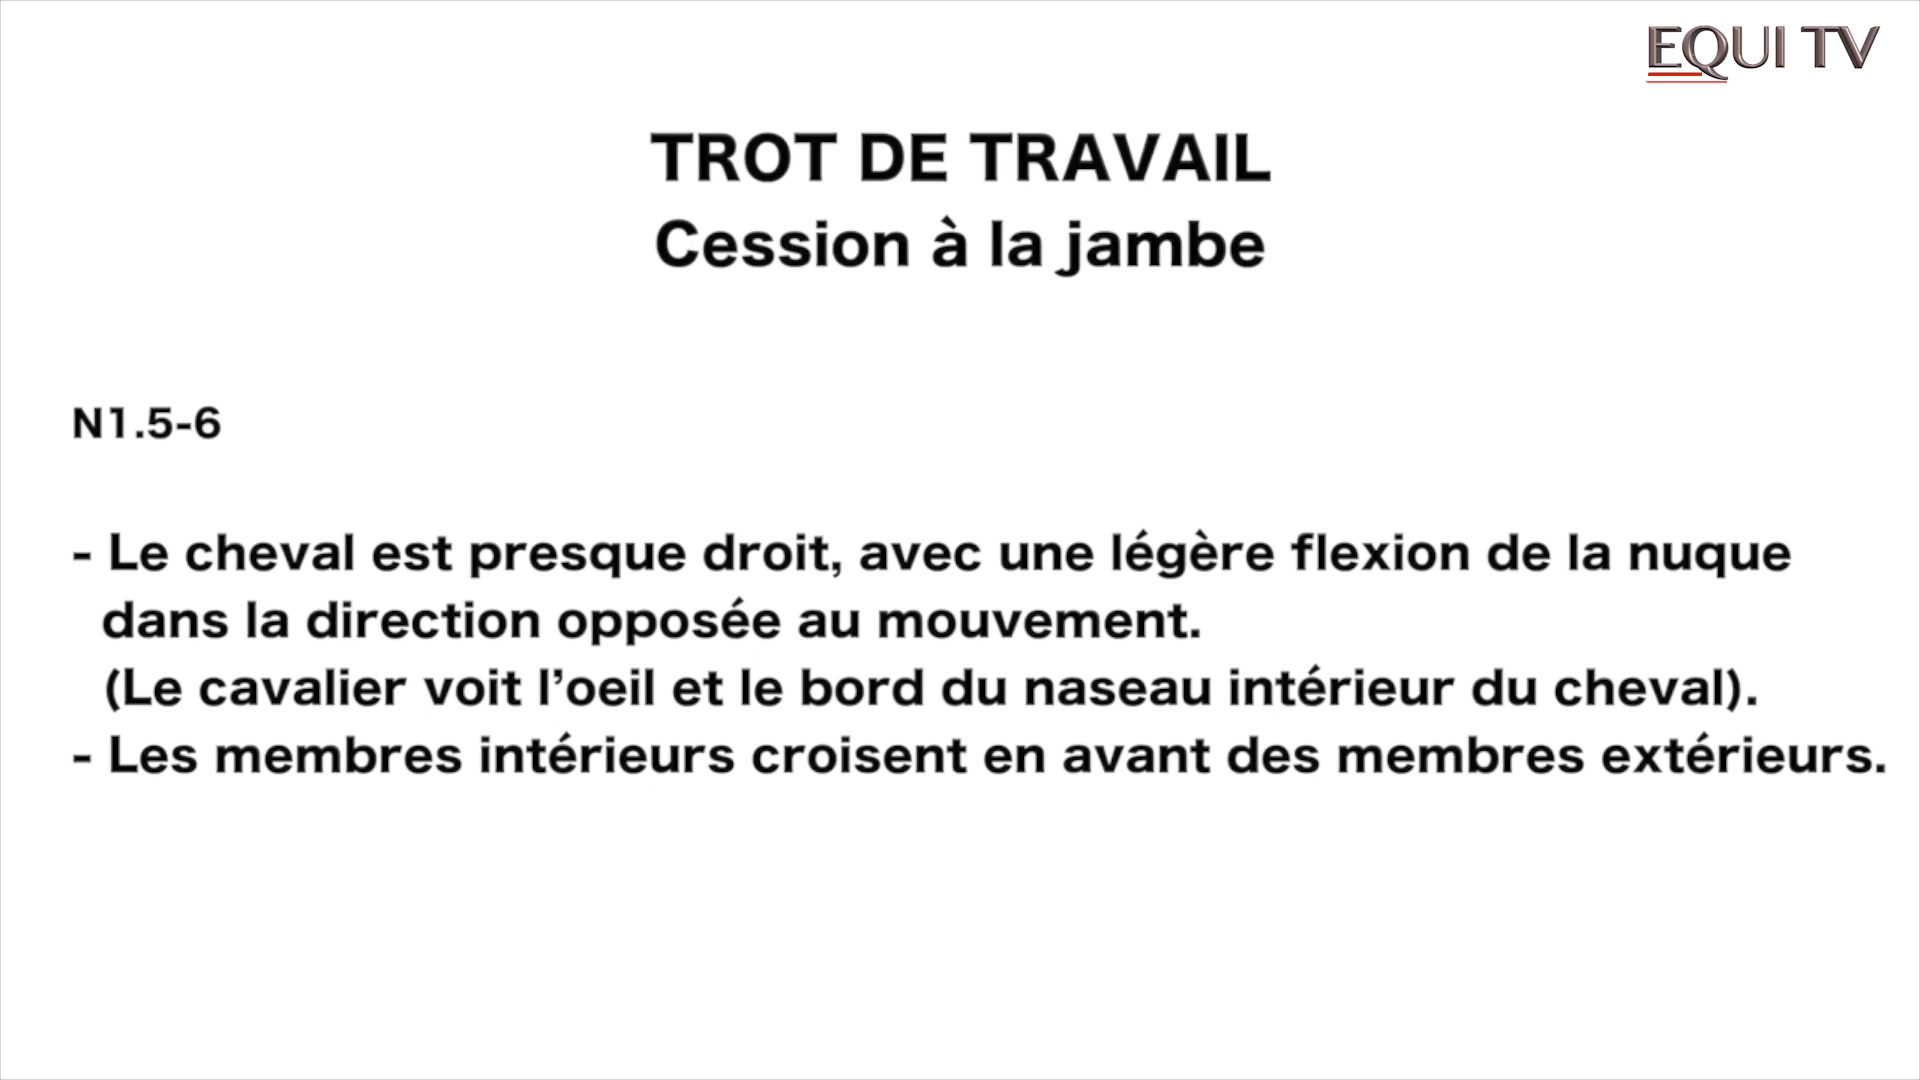 EQUI TV
TROT DE TRAVAIL
Cession à la jambe
N1.5-6
- Le cheval est presque droit, avec une légère flexion de la nuque
dans la direction opposée au mouvement.
(Le cavalier voit l’oeil et le bord du naseau intérieur du cheval).
- Les membres intérieurs croisent en avant des membres extérieurs.